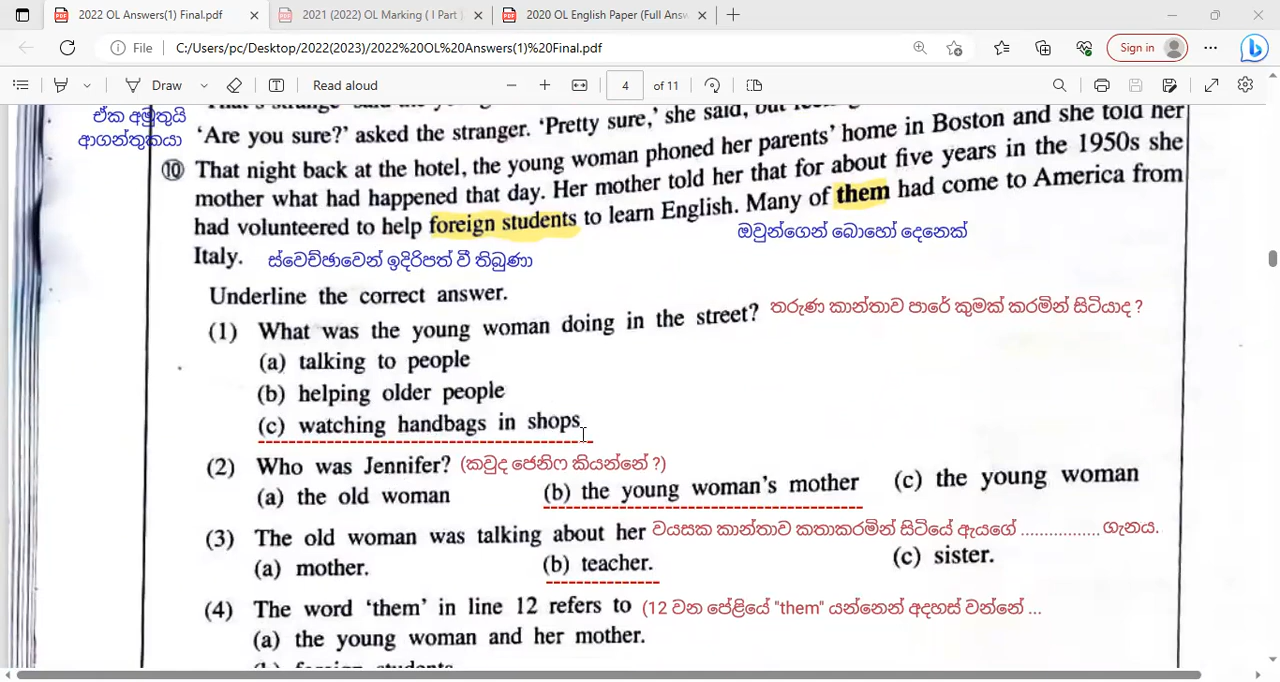 2022 OL Answers(1) Final.pdf
2021 (2022) OL Marking ( I Part
2020 OL English Paper (Full Answ
File C:/Users/pc/Desktop/2022(2023)/2022%20OL%20Answers(1)%20Final.pdf
Sign in
Draw
Read aloud
4 of 11
ඒක අමුතුයි
ආගන්තුකයා
'Are you sure?' asked the stranger. 'Pretty sure,' she said, but
⑩ That night back at the hotel, the young woman phoned her parents' home in Boston and she told her
mother what had happened that day. Her mother told her that for about five years in the 1950s she
had volunteered to help foreign students to learn English. Many of them had come to America from
ඔවුන්ගෙන් බොහෝ දෙනෙක්
Italy. ස්වෙච්ඡාවෙන් ඉදිරිපත් වී තිබුණා
Underline the correct answer.
(1) What was the young woman doing in the street? තරුණ කාන්තාව පාරේ කුමක් කරමින් සිටියාද ?
(a) talking to people
(b) helping older people
(c) watching handbags in shops
(2) Who was Jennifer? (කවුද ජෙනිෆ කියන්නේ ?)
(a) the old woman (b) the young woman's mother (c) the young woman
(3) The old woman was talking about her වයසක කාන්තාව කතාකරමින් සිටියේ ඇයගේ ................. ගැනය.
(a) mother. (b) teacher. (c) sister.
(4) The word 'them' in line 12 refers to (12 වන පේළියේ "them" යන්නෙන් අදහස් වන්නේ ...
(a) the young woman and her mother.